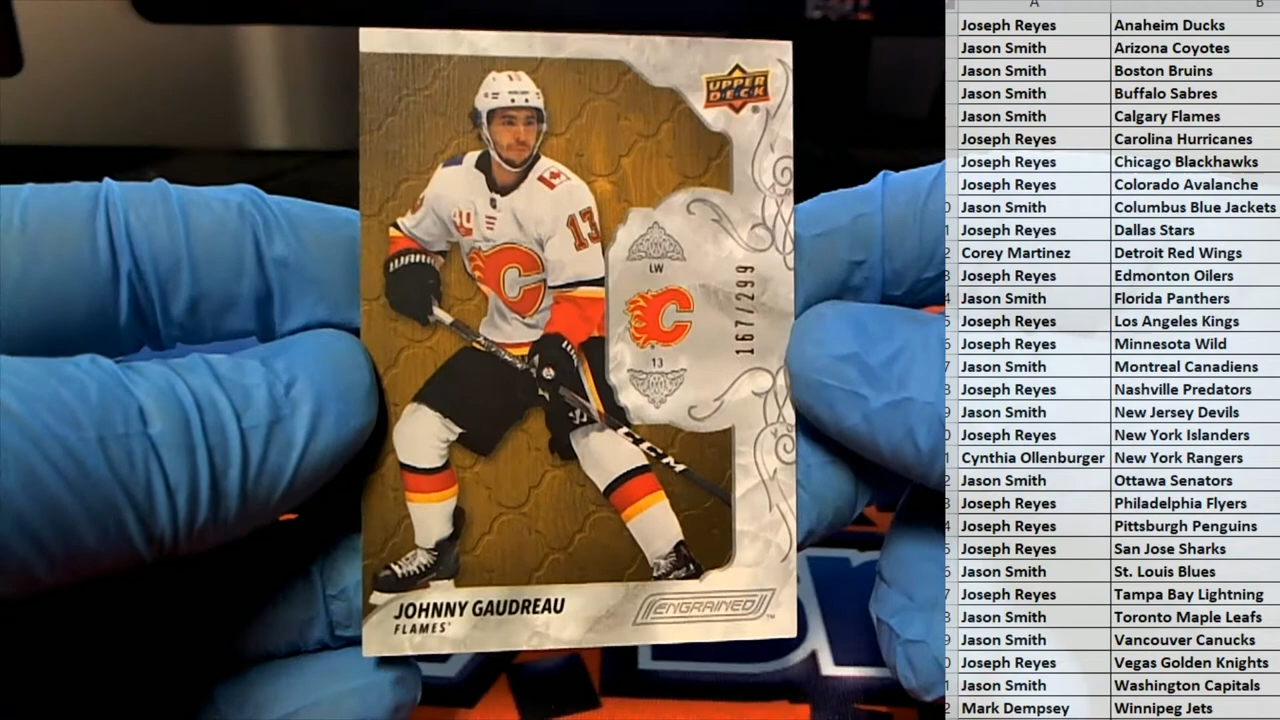 UPPER
DECK
13
13
LW
167/299
13
CCM
JOHNNY GAUDREAU
FLAMES
ENGRAINED™
A B
Joseph Reyes Anaheim Ducks
Jason Smith Arizona Coyotes
Jason Smith Boston Bruins
Jason Smith Buffalo Sabres
Jason Smith Calgary Flames
Joseph Reyes Carolina Hurricanes
Joseph Reyes Chicago Blackhawks
Joseph Reyes Colorado Avalanche
Jason Smith Columbus Blue Jackets
Joseph Reyes Dallas Stars
Corey Martinez Detroit Red Wings
Joseph Reyes Edmonton Oilers
Jason Smith Florida Panthers
Joseph Reyes Los Angeles Kings
Joseph Reyes Minnesota Wild
Jason Smith Montreal Canadiens
Joseph Reyes Nashville Predators
Jason Smith New Jersey Devils
Joseph Reyes New York Islanders
Cynthia Ollenburger New York Rangers
Jason Smith Ottawa Senators
Joseph Reyes Philadelphia Flyers
Joseph Reyes Pittsburgh Penguins
Joseph Reyes San Jose Sharks
Jason Smith St. Louis Blues
Joseph Reyes Tampa Bay Lightning
Jason Smith Toronto Maple Leafs
Jason Smith Vancouver Canucks
Joseph Reyes Vegas Golden Knights
Jason Smith Washington Capitals
Mark Dempsey Winnipeg Jets